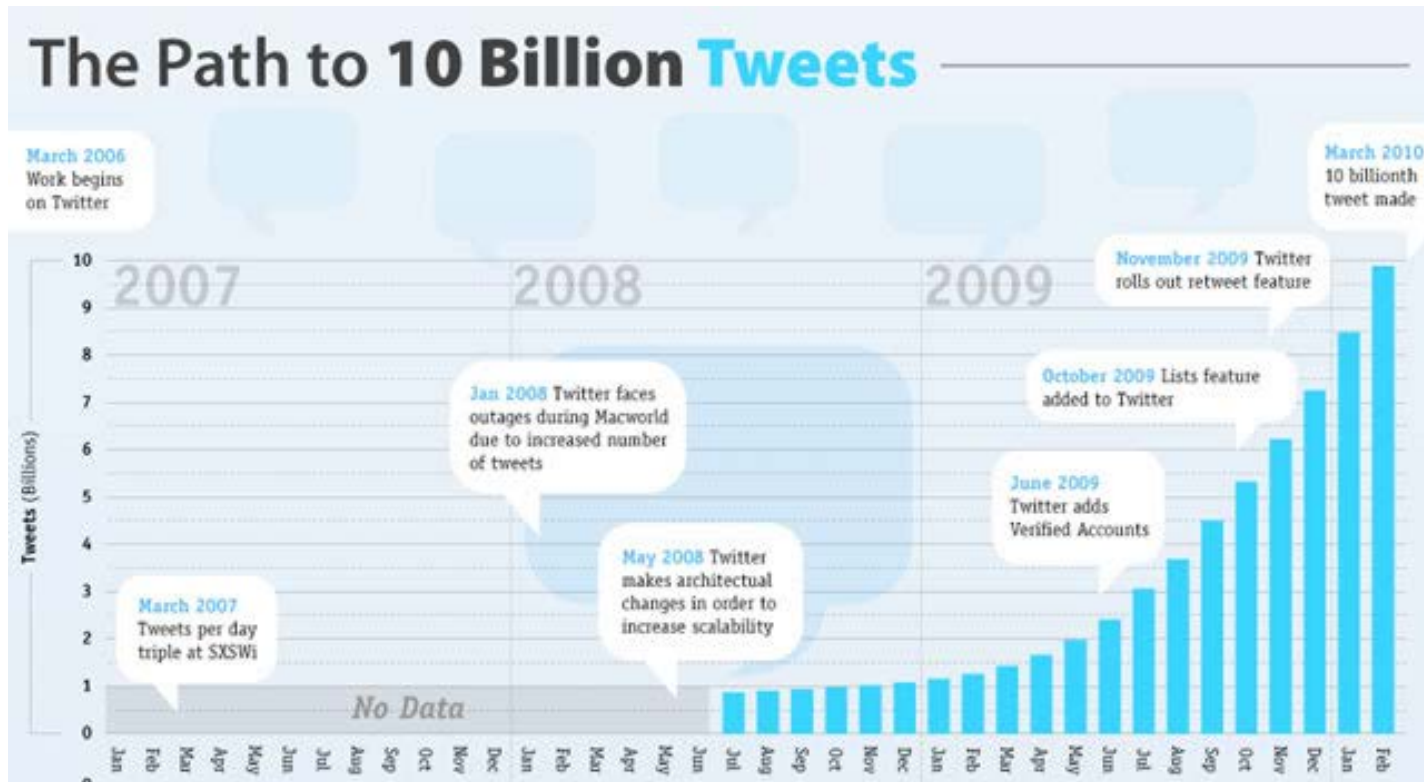 The Path to 10 Billion Tweets
March 2006
Work begins
on Twitter
March 2010
10 billionth
tweet made
November 2009 Twitter
rolls out retweet feature
2007
2008
2009
October 2009 Lists feature
added to Twitter
Jan 2008 Twitter faces
outages during Macworld
due to increased number
of tweets
June 2009
Twitter adds
Verified Accounts
May 2008 Twitter
makes architectual
changes in order to
increase scalability
March 2007
Tweets per day
triple at SXSWi
No Data
Tweets (Billions)
10
9
8
7
6
5
4
3
2
1
0
Jan Feb Mar Apr May Jun Jul Aug Sep Oct Nov Dec Jan Feb Mar Apr May Jun Jul Aug Sep Oct Nov Dec Jan Feb Mar Apr May Jun Jul Aug Sep Oct Nov Dec Jan Feb